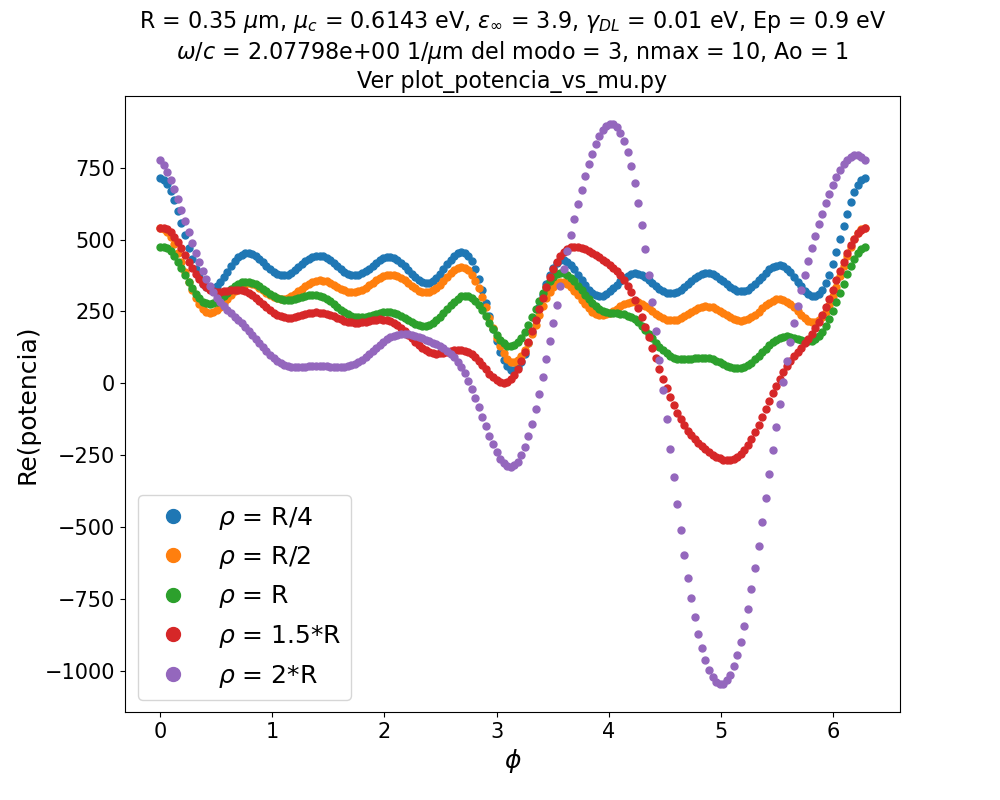 R = 0.35 μm, μc = 0.6143 eV, ε∞ = 3.9, γDL = 0.01 eV, Ep = 0.9 eV
ω/c = 2.07798e+00 1/μm del modo = 3, nmax = 10, Ao = 1
Ver plot_potencia_vs_mu.py
Re(potencia)
750
500
250
0
−250
−500
−750
−1000
ρ = R/4
ρ = R/2
ρ = R
ρ = 1.5*R
ρ = 2*R
0 1 2 3 4 5 6
ϕ